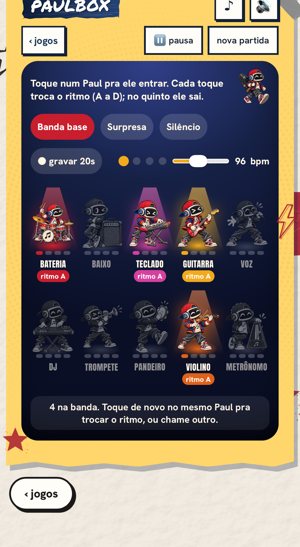 PAULBOX
‹ jogos
pausa
nova partida
Toque num Paul pra ele entrar. Cada toque
troca o ritmo (A a D); no quinto ele sai.
Banda base
Surpresa
Silêncio
gravar 20s
96 bpm
BATERIA
BAIXO
TECLADO
GUITARRA
VOZ
ritmo A
ritmo A
ritmo A
DJ
TROMPETE
PANDEIRO
VIOLINO
METRÔNOMO
ritmo A
4 na banda. Toque de novo no mesmo Paul pra
trocar o ritmo, ou chame outro.
‹ jogos